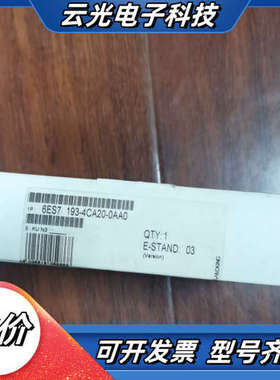 云光电子科技
1P 6ES7 193-4CA20-0AA0
QTY:1
E-STAND: 03
(Version)
价
可开发票 型号齐